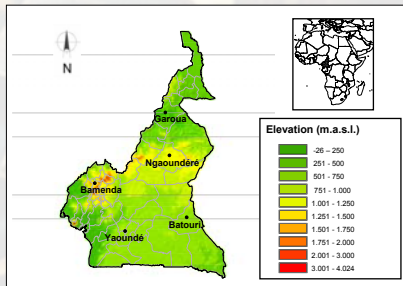 N
Garoua
Ngaoundéré
Bamenda
Batouri
Yaoundé
Elevation (m.a.s.l.)
-26 – 250
251 - 500
501 - 750
751 - 1.000
1.001 - 1.250
1.251 - 1.500
1.501 - 1.750
1.751 - 2.000
2.001 - 3.000
3.001 - 4.024